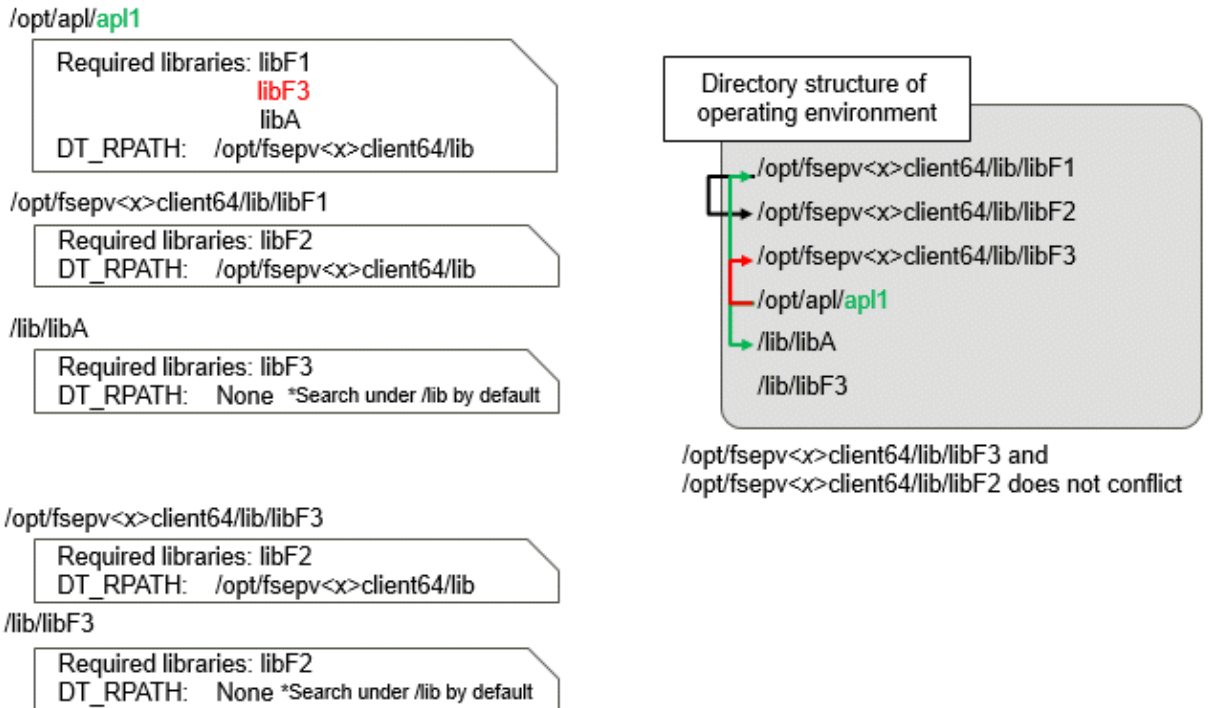 /opt/apl/apl1
Required libraries: libF1
libF3
libA
DT_RPATH: /opt/fsepv<x>client64/lib
/opt/fsepv<x>client64/lib/libF1
Required libraries: libF2
DT_RPATH: /opt/fsepv<x>client64/lib
/lib/libA
Required libraries: libF3
DT_RPATH: None *Search under /lib by default
/opt/fsepv<x>client64/lib/libF3
Required libraries: libF2
DT_RPATH: /opt/fsepv<x>client64/lib
/lib/libF3
Required libraries: libF2
DT_RPATH: None *Search under /lib by default
Directory structure of
operating environment
/opt/fsepv<x>client64/lib/libF1
/opt/fsepv<x>client64/lib/libF2
/opt/fsepv<x>client64/lib/libF3
/opt/apl/apl1
/lib/libA
/lib/libF3
/opt/fsepv<x>client64/lib/libF3 and
/opt/fsepv<x>client64/lib/libF2 does not conflict